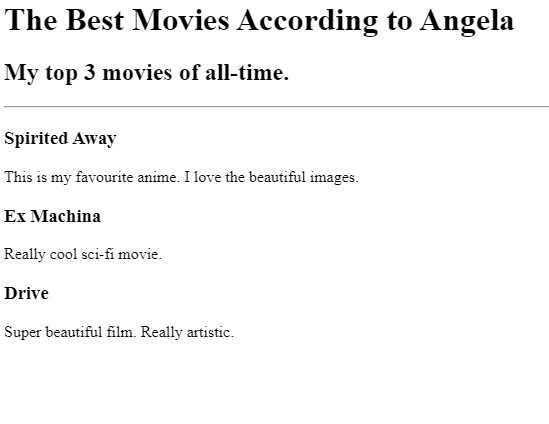 The Best Movies According to Angela
My top 3 movies of all-time.
Spirited Away
This is my favourite anime. I love the beautiful images.
Ex Machina
Really cool sci-fi movie.
Drive
Super beautiful film. Really artistic.